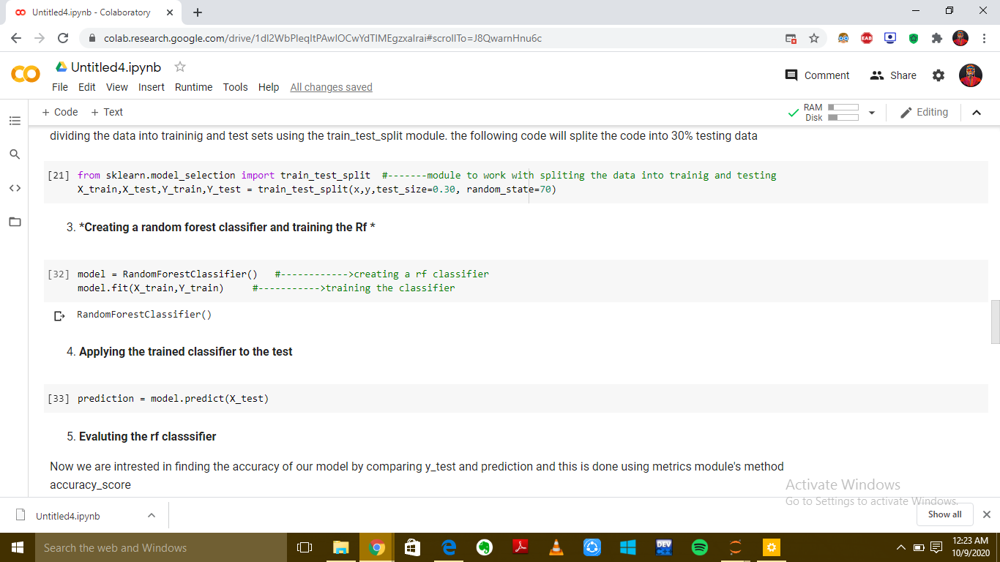 Untitled4.ipynb - Colaboratory
colab.research.google.com/drive/1dI2WbPleqItPAwIOCwYdTIMEgzxalrai#scrollTo=J8QwarnHnu6c
EAB
Untitled4.ipynb
Comment
Share
File Edit View Insert Runtime Tools Help All changes saved
+ Code + Text
RAM
Disk
Editing
dividing the data into traininig and test sets using the train_test_split module. the following code will splite the code into 30% testing data
[21] from sklearn.model_selection import train_test_split #-------module to work with spliting the data into trainig and testing
X_train,X_test,Y_train,Y_test = train_test_split(x,y,test_size=0.30, random_state=70)
3. *Creating a random forest classifier and training the Rf *
[32] model = RandomForestClassifier() #------------>creating a rf classifier
model.fit(X_train,Y_train) #----------->training the classifier
RandomForestClassifier()
4. Applying the trained classifier to the test
[33] prediction = model.predict(X_test)
5. Evaluting the rf classsifier
Now we are intrested in finding the accuracy of our model by comparing y_test and prediction and this is done using metrics module's method
accuracy_score
Activate Windows
Go to Settings to activate Windows.
Untitled4.ipynb
Show all
Search the web and Windows
DEV
12:23 AM
10/9/2020